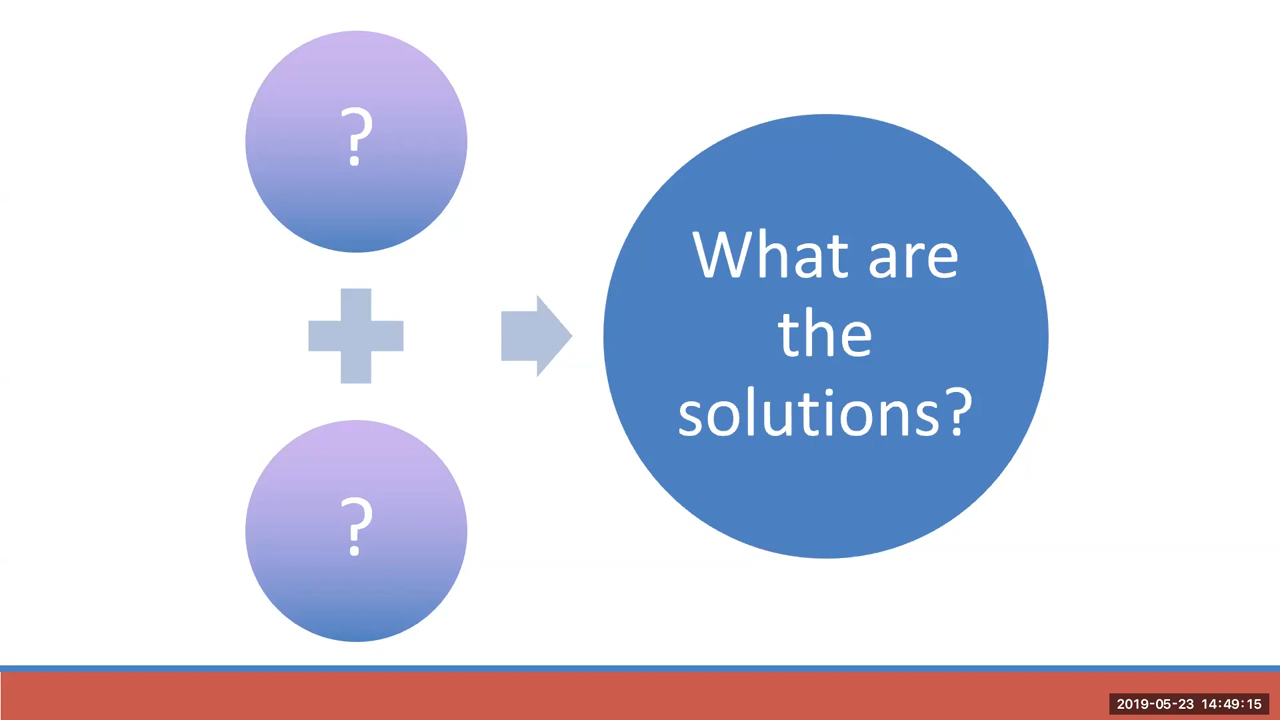 ?
?
What are
the
solutions?
2019-05-23 14:49:15